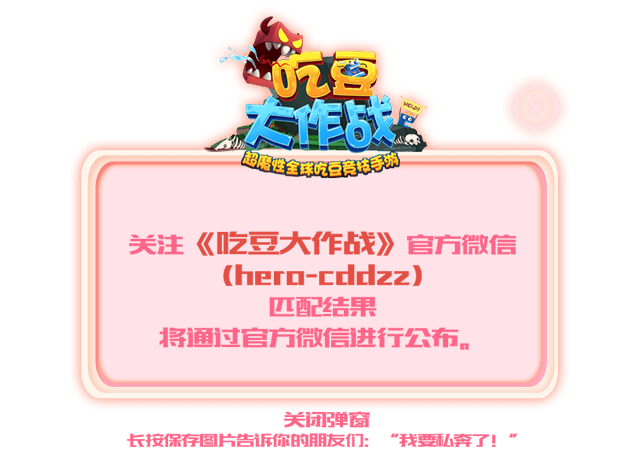 吃豆
大作战
超魔性全球吃豆竞技手游
关注《吃豆大作战》官方微信
(hero-cddzz)
匹配结果
将通过官方微信进行公布。
关闭弹窗
长按保存图片告诉你的朋友们：“我要私奔了！”